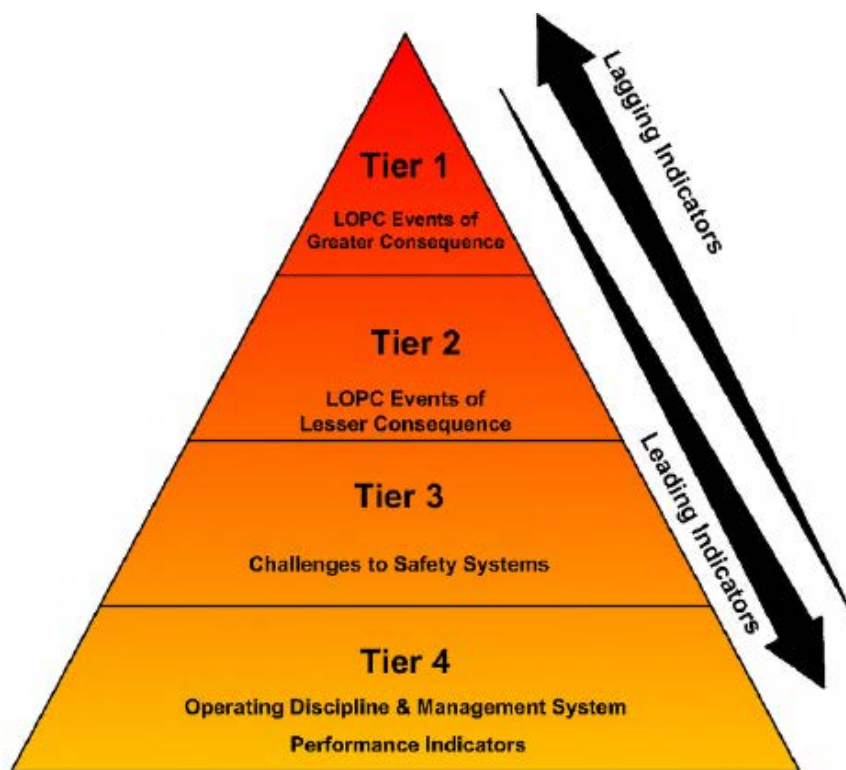 Tier 1
LOPC Events of
Greater Consequence
Tier 2
LOPC Events of
Lesser Consequence
Tier 3
Challenges to Safety Systems
Tier 4
Operating Discipline & Management System
Performance Indicators
Lagging Indicators
Leading Indicators